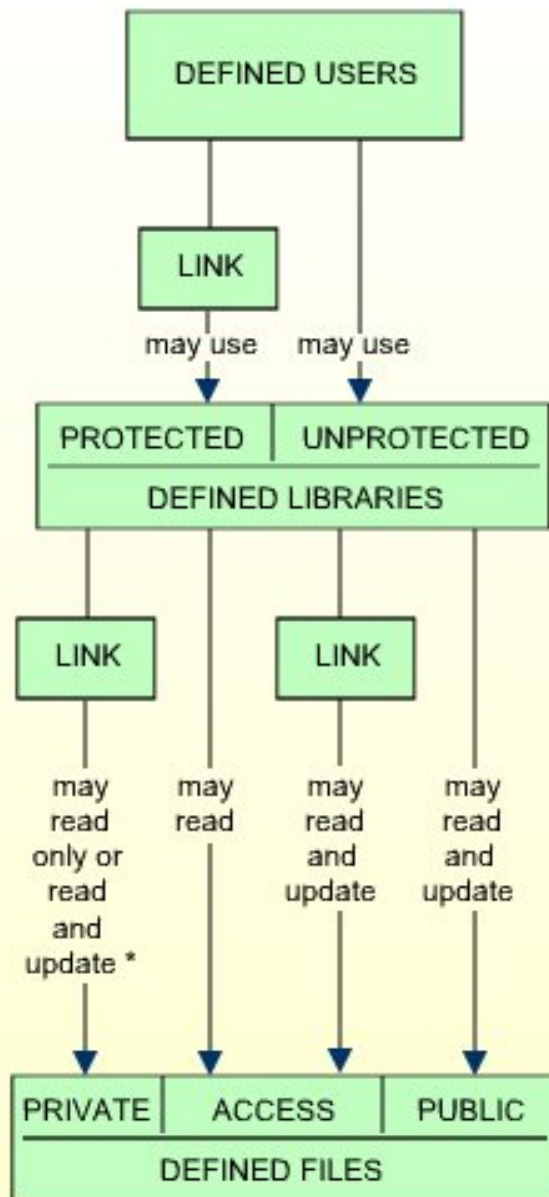 DEFINED USERS
LINK
may use may use
PROTECTED UNPROTECTED
DEFINED LIBRARIES
LINK LINK
may
read
only or
read
and
update *
may
read
may
read
and
update
may
read
and
update
PRIVATE ACCESS PUBLIC
DEFINED FILES